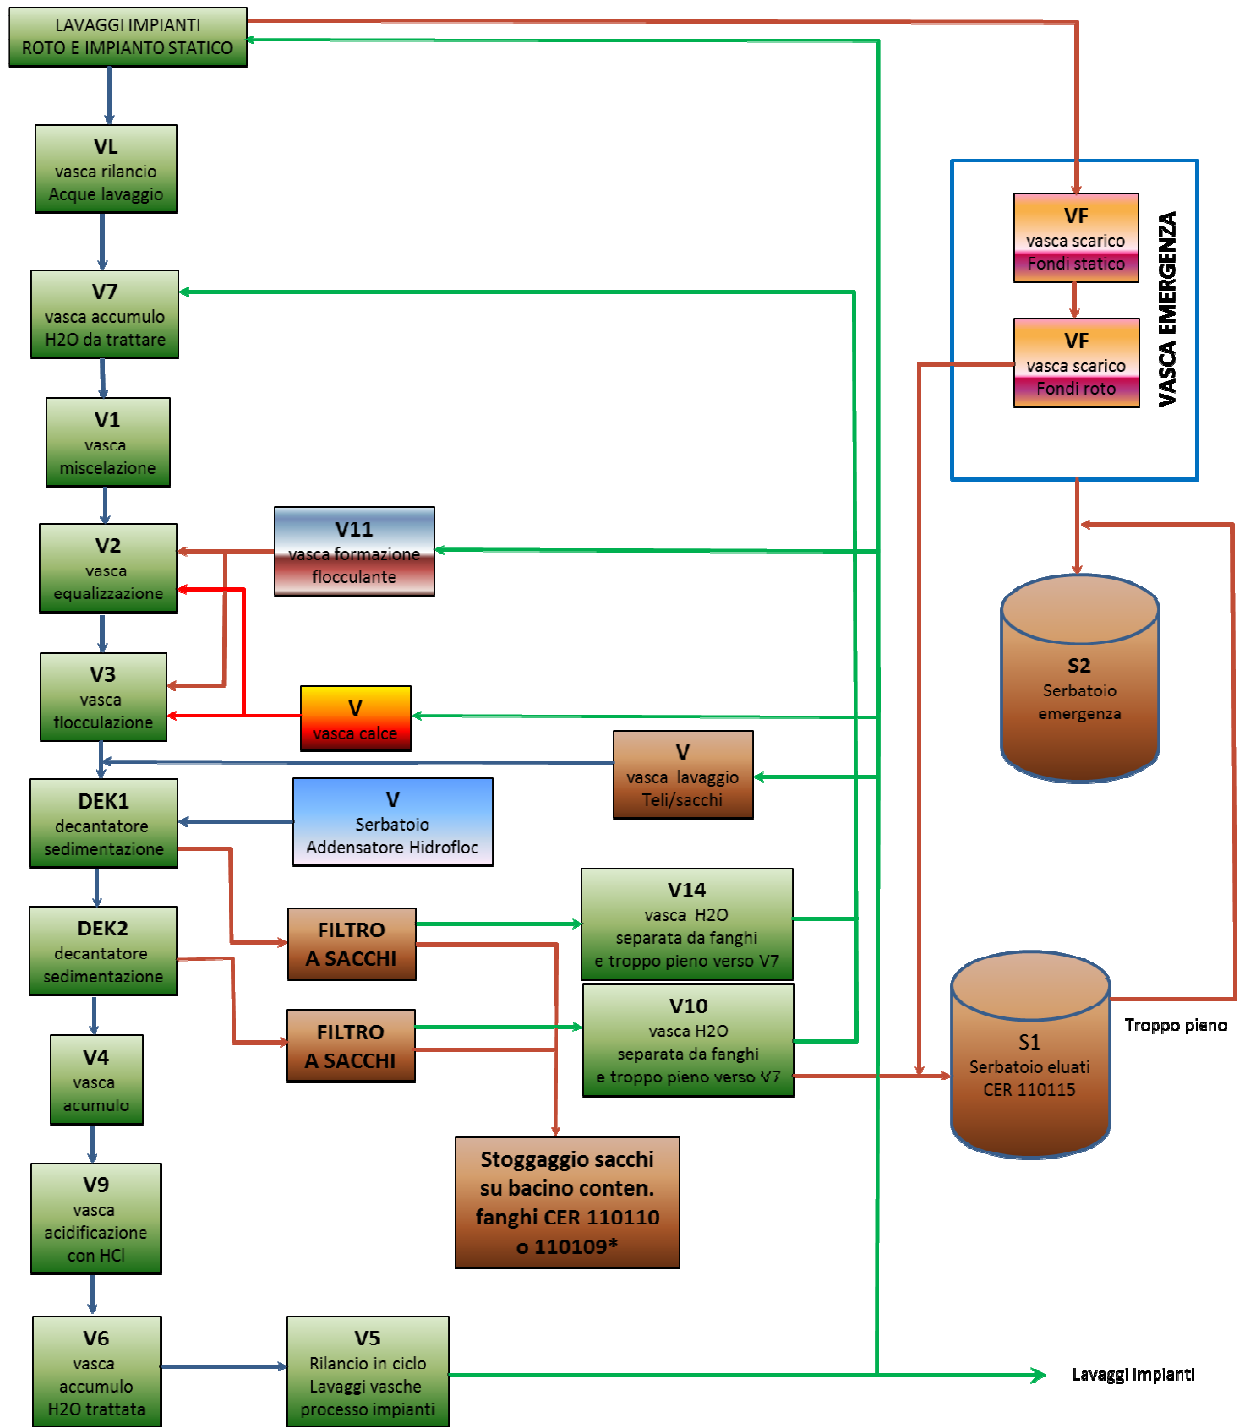 LAVAGGI IMPIANTI
ROTO E IMPIANTO STATICO
VL
vasca rilancio
Acque lavaggio
V7
vasca accumulo
H2O da trattare
V1
vasca
miscelazione
V2
vasca
equalizzazione
V3
vasca
flocculazione
DEK1
decantatore
sedimentazione
DEK2
decantatore
sedimentazione
V4
vasca
acumulo
V9
vasca
acidificazione
con HCl
V6
vasca
accumulo
H2O trattata
V5
Rilancio in ciclo
Lavaggi vasche
processo impianti
V11
vasca formazione
flocculante
V
vasca calce
V
vasca lavaggio
Teli/sacchi
V
Serbatoio
Addensatore Hidrofloc
FILTRO
A SACCHI
FILTRO
A SACCHI
V14
vasca H2O
separata da fanghi
e troppo pieno verso V7
V10
vasca H2O
separata da fanghi
e troppo pieno verso V7
Stoggaggio sacchi
su bacino conten.
fanghi CER 110110
o 110109*
VF
vasca scarico
Fondi statico
VF
vasca scarico
Fondi roto
VASCA EMERGENZA
S2
Serbatoio
emergenza
S1
Serbatoio eluati
CER 110115
Troppo pieno
Lavaggi Impianti